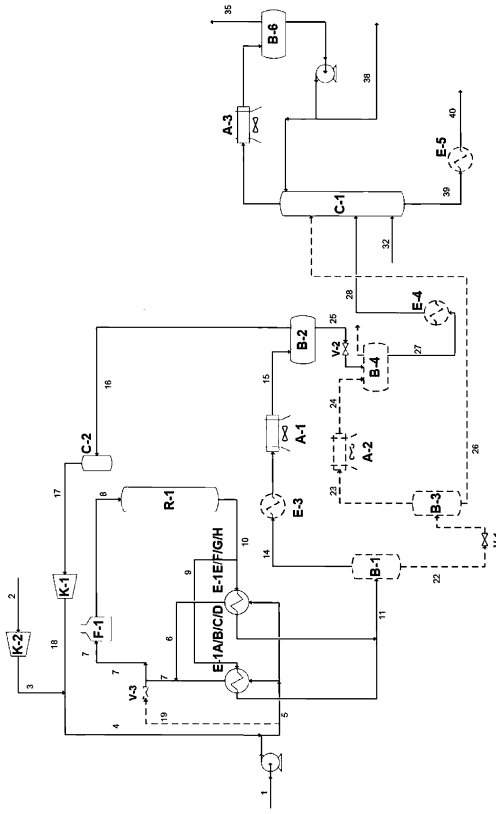 35
B-6
A-3
38
40
E-5
39
C-1
32
28
E-4
27
26
16
B-2
25
V-2
B-4
24
15
A-1
A-2
23
B-3
22
E-3
14
B-1
11
C-2
17
8
R-1
10
2
K-1
K-2
18
3
F-1
7
9
E-1E/F/G/H
6
E-1A/B/C/D
7
7
V-3
19
5
4
1